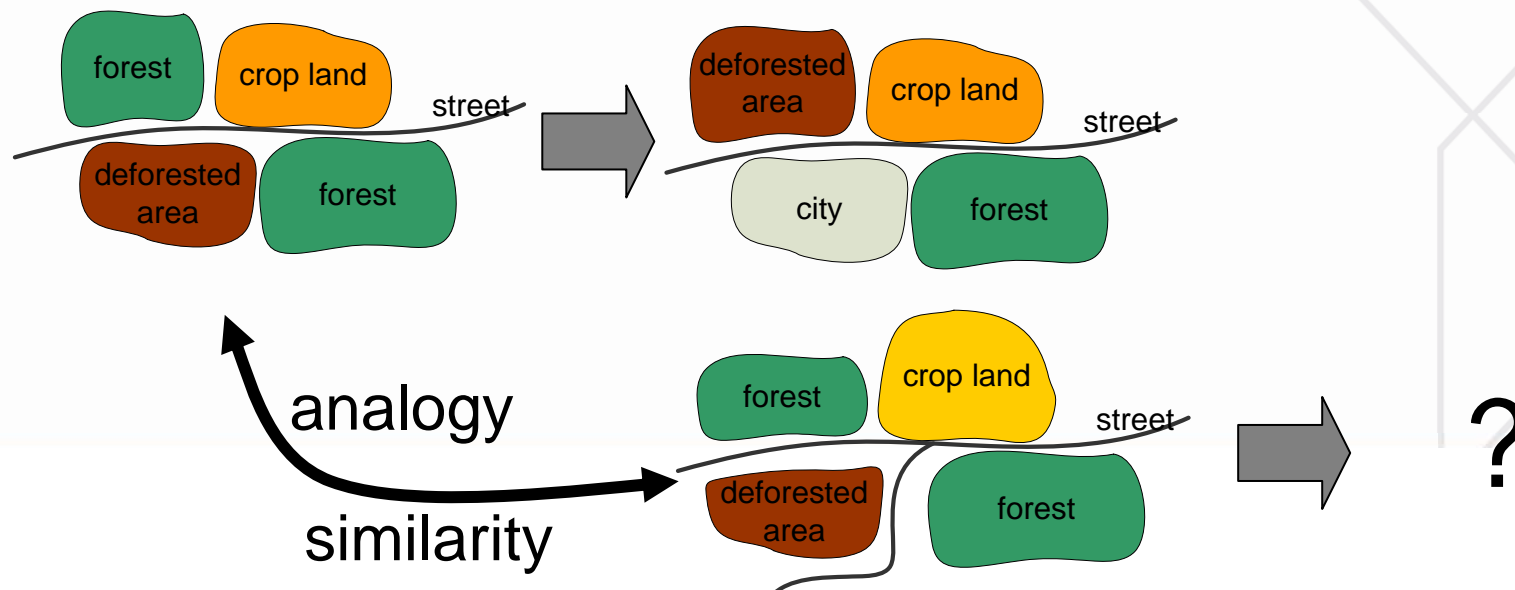 forest
crop land
street
deforested
area
forest
deforested
area
crop land
street
city
forest
analogy
similarity
forest
crop land
street
deforested
area
forest
?